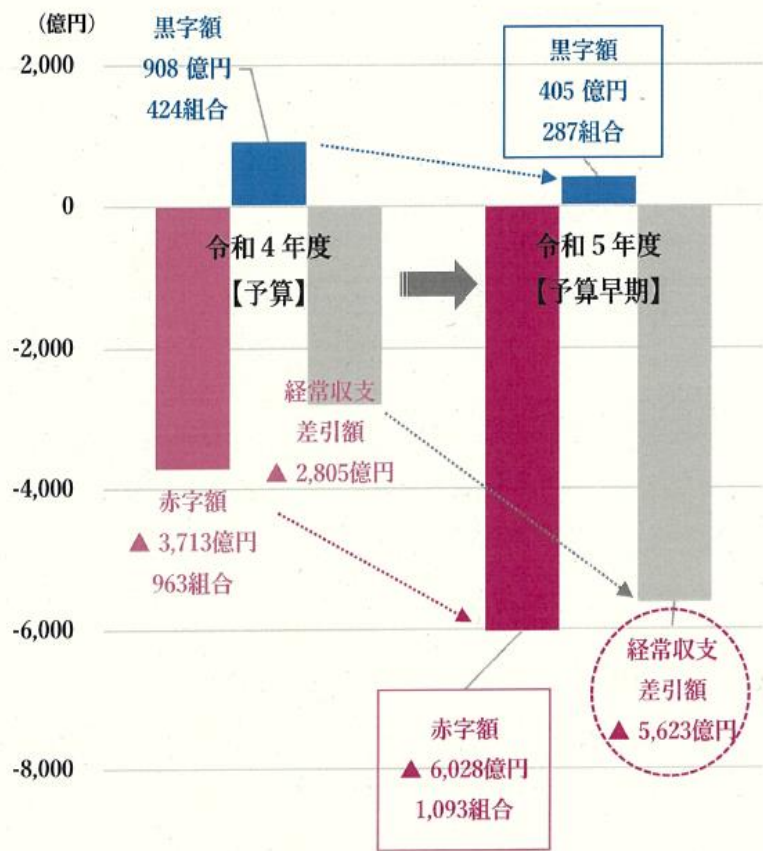 （億円）
2,000
0
-2,000
-4,000
-6,000
-8,000
黒字額
908 億円
424組合
黒字額
405 億円
287組合
令和４年度
【予算】
令和５年度
【予算早期】
経常収支
差引額
▲ 2,805億円
赤字額
▲ 3,713億円
963組合
赤字額
▲ 6,028億円
1,093組合
経常収支
差引額
▲ 5,623億円